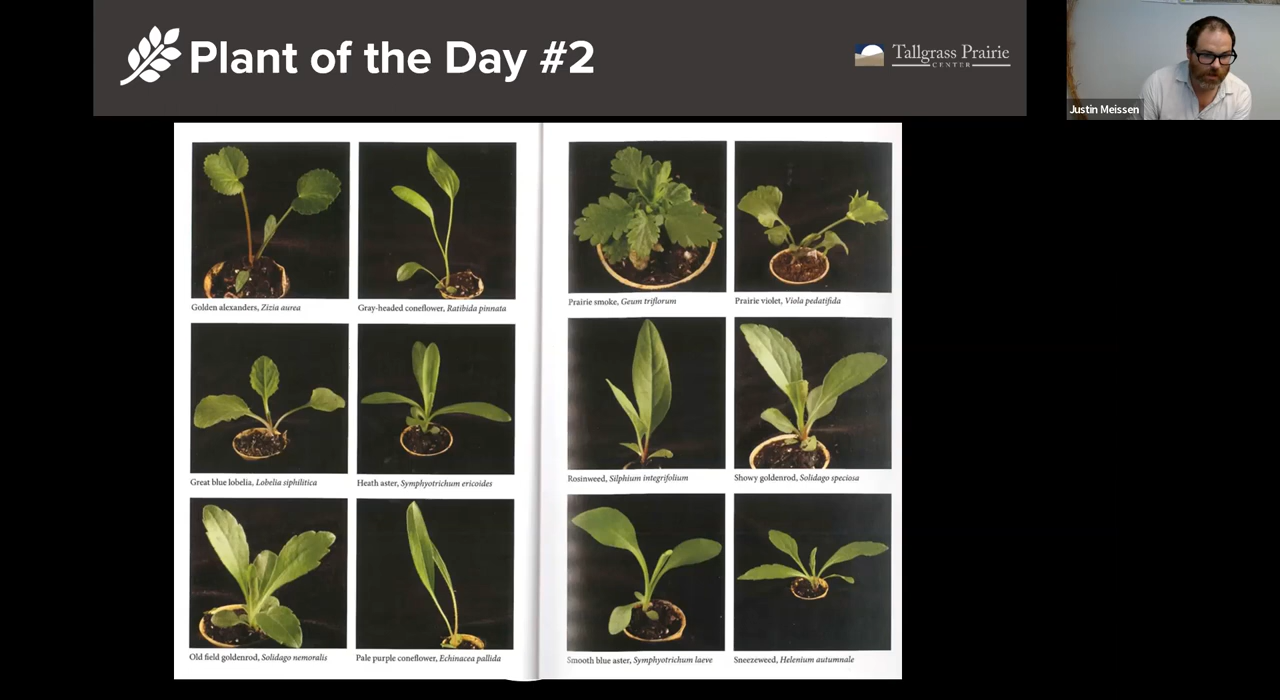 Plant of the Day #2
Tallgrass Prairie
CENTER
Justin Meissen
Golden alexanders, Zizia aurea
Gray-headed coneflower, Ratibida pinnata
Great blue lobelia, Lobelia siphilitica
Heath aster, Symphyotrichum ericoides
Old field goldenrod, Solidago nemoralis
Pale purple coneflower, Echinacea pallida
Prairie smoke, Geum triflorum
Prairie violet, Viola pedatifida
Rosinweed, Silphium integrifolium
Showy goldenrod, Solidago speciosa
Smooth blue aster, Symphyotrichum laeve
Sneezeweed, Helenium autumnale